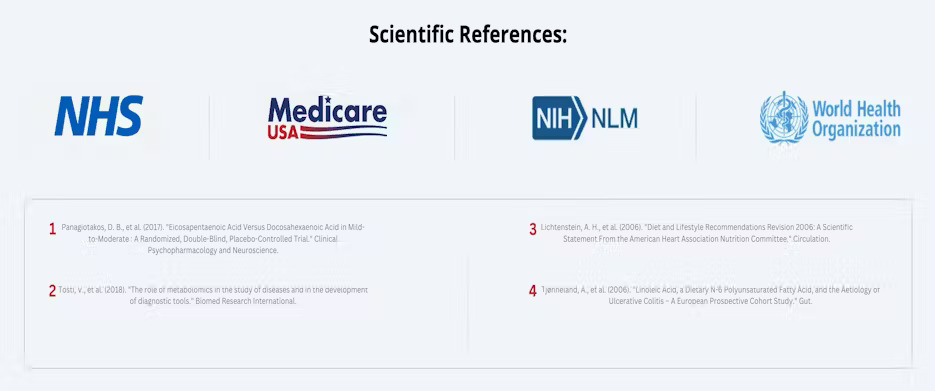 Scientific References:
NHS
Medicare
USA
NIH NLM
World Health
Organization
1 Panagiotakos, D. B., et al. (2017). "Eicosapentaenoic Acid Versus Docosahexaenoic Acid in Mild-
to-Moderate : A Randomized, Double-Blind, Placebo-Controlled Trial." Clinical
Psychopharmacology and Neuroscience.
2 Tosti, V., et al. (2018). "The role of metabolomics in the study of diseases and in the development
of diagnostic tools." Biomed Research International.
3 Lichtenstein, A. H., et al. (2006). "Diet and Lifestyle Recommendations Revision 2006: A Scientific
Statement From the American Heart Association Nutrition Committee." Circulation.
4 Tjønneland, A., et al. (2006). "Linoleic Acid, a Dietary N-6 Polyunsaturated Fatty Acid, and the Aetiology of
Ulcerative Colitis – A European Prospective Cohort Study." Gut.